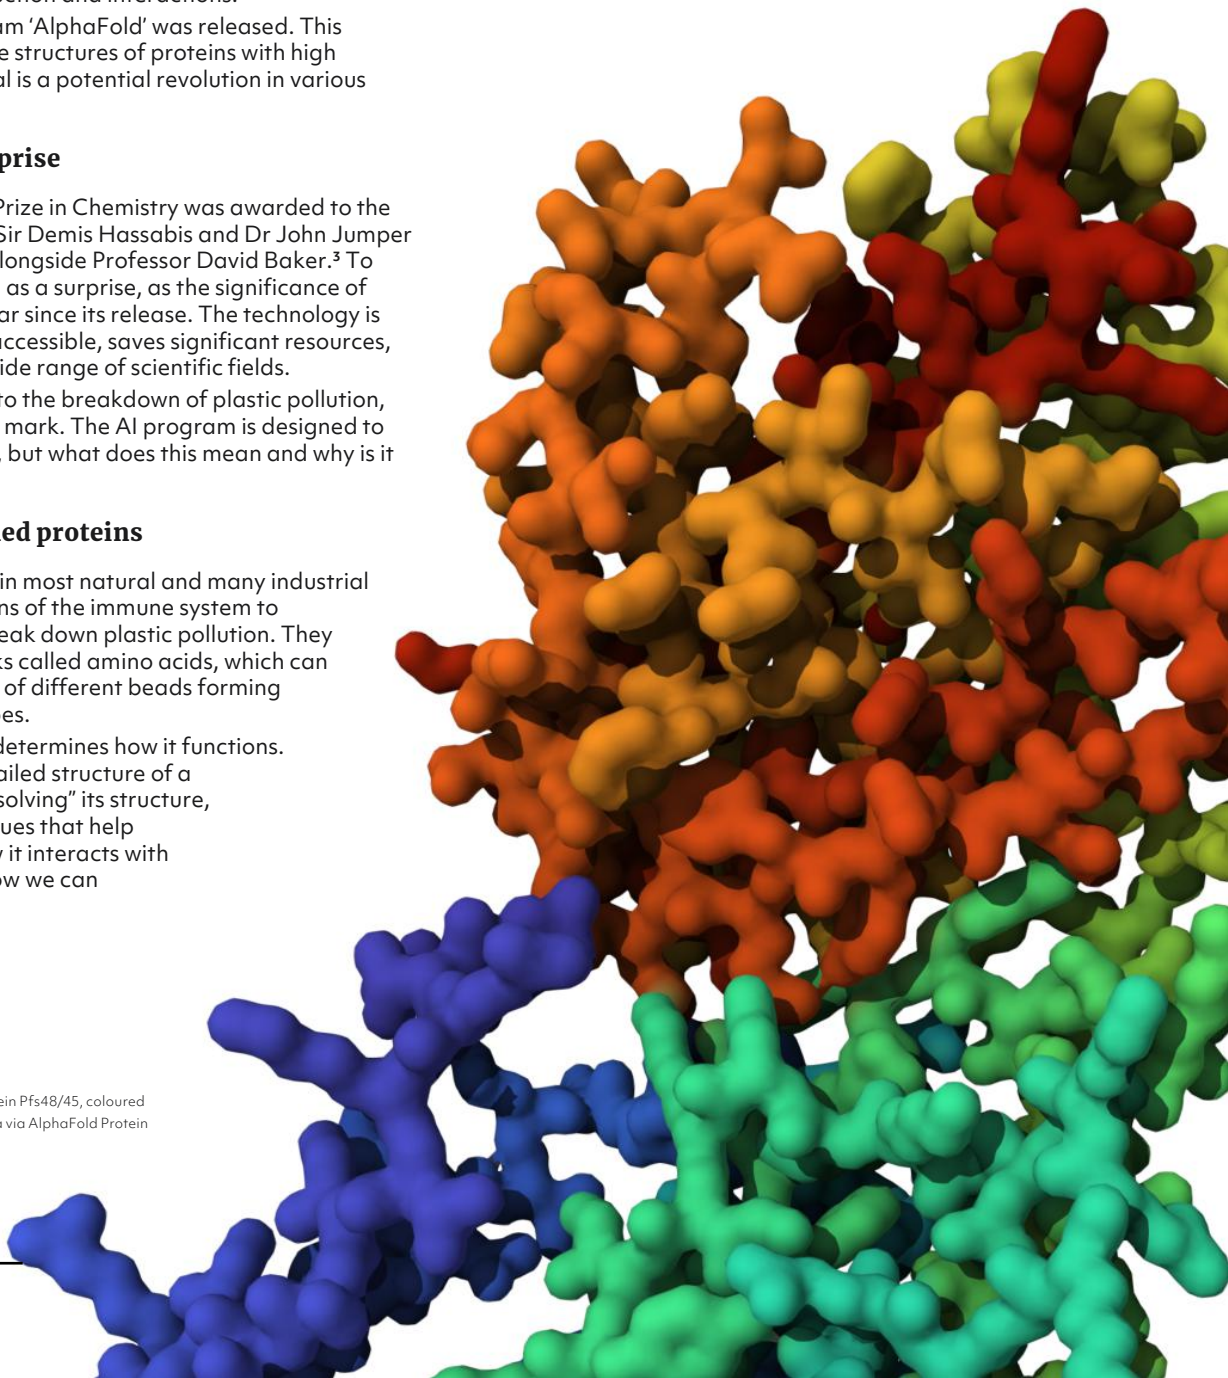 am ‘AlphaFold’ was released. This
e structures of proteins with high
al is a potential revolution in various
prise
Prize in Chemistry was awarded to the
Sir Demis Hassabis and Dr John Jumper
longside Professor David Baker.³ To
as a surprise, as the significance of
ar since its release. The technology is
accessible, saves significant resources,
ide range of scientific fields.
to the breakdown of plastic pollution,
mark. The AI program is designed to
, but what does this mean and why is it
ed proteins
in most natural and many industrial
ns of the immune system to
eak down plastic pollution. They
ks called amino acids, which can
of different beads forming
es.
determines how it functions.
ailed structure of a
solving” its structure,
ues that help
it interacts with
ow we can
ein Pfs48/45, coloured
via AlphaFold Protein